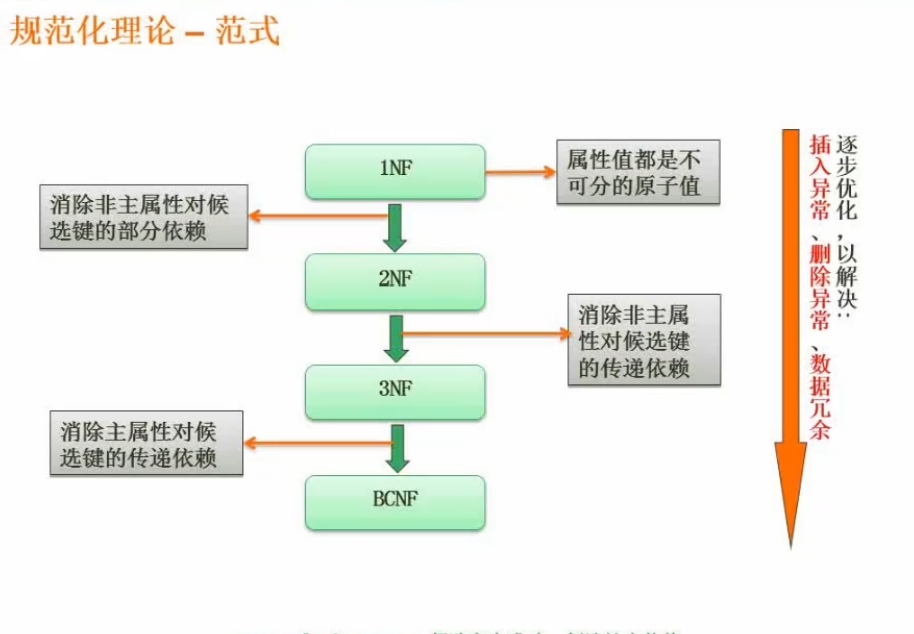 规范化理论 – 范式
1NF
属性值都是不
可分的原子值
消除非主属性对候
选键的部分依赖
2NF
消除非主属
性对候选键
的传递依赖
3NF
消除主属性对候
选键的传递依赖
BCNF
逐步优化，以解决：
插入异常、删除异常、数据冗余